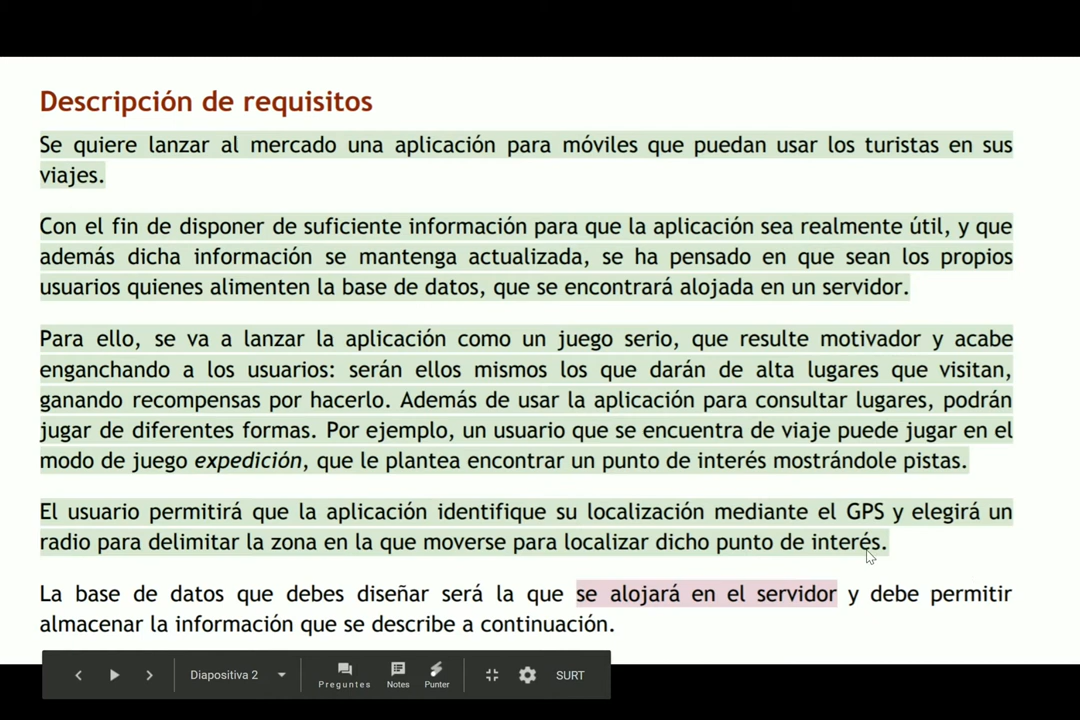 Descripción de requisitos
Se quiere lanzar al mercado una aplicación para móviles que puedan usar los turistas en sus
viajes.
Con el fin de disponer de suficiente información para que la aplicación sea realmente útil, y que
además dicha información se mantenga actualizada, se ha pensado en que sean los propios
usuarios quienes alimenten la base de datos, que se encontrará alojada en un servidor.
Para ello, se va a lanzar la aplicación como un juego serio, que resulte motivador y acabe
enganchando a los usuarios: serán ellos mismos los que darán de alta lugares que visitan,
ganando recompensas por hacerlo. Además de usar la aplicación para consultar lugares, podrán
jugar de diferentes formas. Por ejemplo, un usuario que se encuentra de viaje puede jugar en el
modo de juego expedición, que le plantea encontrar un punto de interés mostrándole pistas.
El usuario permitirá que la aplicación identifique su localización mediante el GPS y elegirá un
radio para delimitar la zona en la que moverse para localizar dicho punto de interés.
La base de datos que debes diseñar será la que se alojará en el servidor y debe permitir
almacenar la información que se describe a continuación.
Diapositiva 2
Preguntes
Notes
Punter
SURT